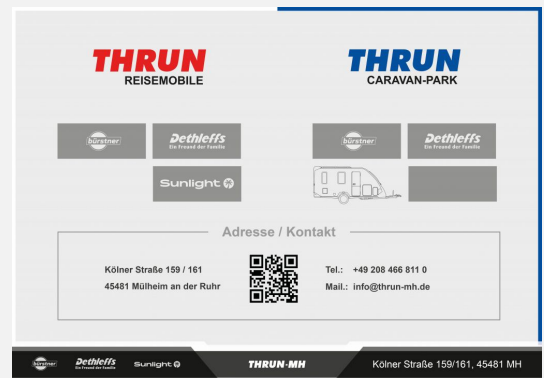 THRUN
REISEMOBILE
THRUN
CARAVAN-PARK
bürstner
Dethleffs
Ein Freund der Familie
bürstner
Dethleffs
Ein Freund der Familie
Sunlight
Adresse / Kontakt
Kölner Straße 159 / 161
45481 Mülheim an der Ruhr
Tel.: +49 208 466 811 0
Mail.: info@thrun-mh.de
bürstner
Dethleffs
Ein Freund der Familie
Sunlight
THRUN-MH
Kölner Straße 159/161, 45481 MH